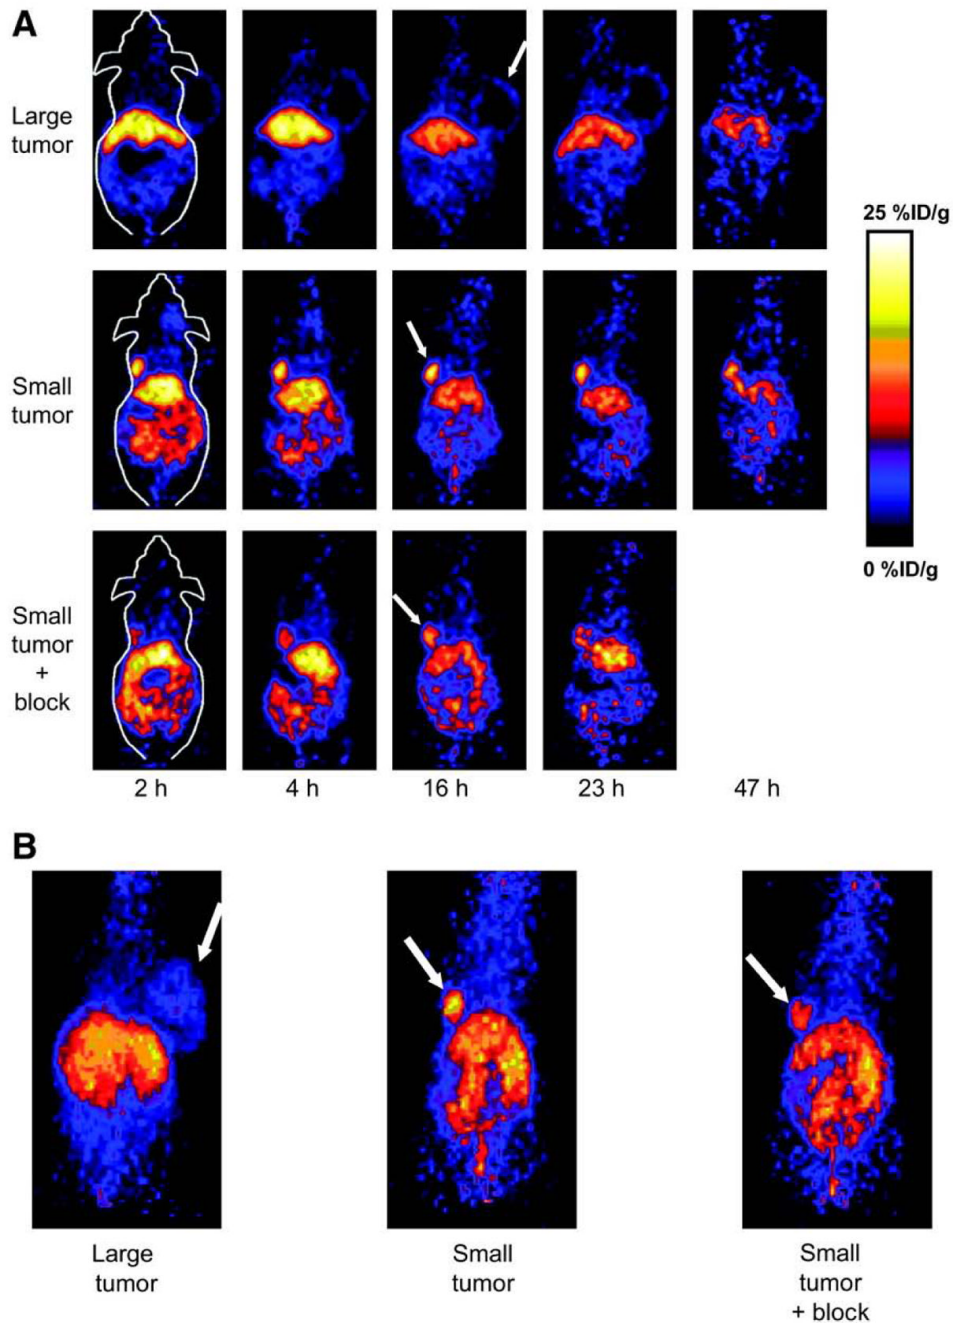 A
Large
tumor
25 %ID/g
Small
tumor
0 %ID/g
Small
tumor
+
block
2 h 4 h 16 h 23 h 47 h
B
Large
tumor
Small
tumor
Small
tumor
+ block